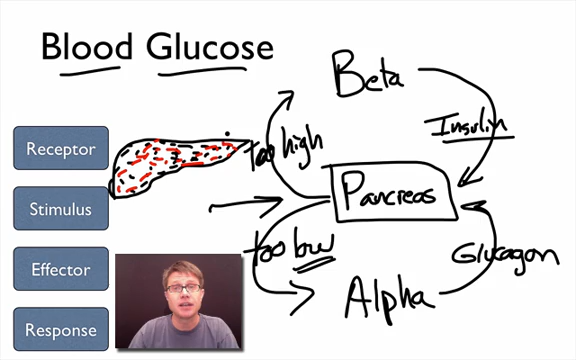 Blood Glucose
Receptor
Stimulus
Effector
Response
Beta
Insulin
too high
Pancreas
too low
Glucagon
Alpha